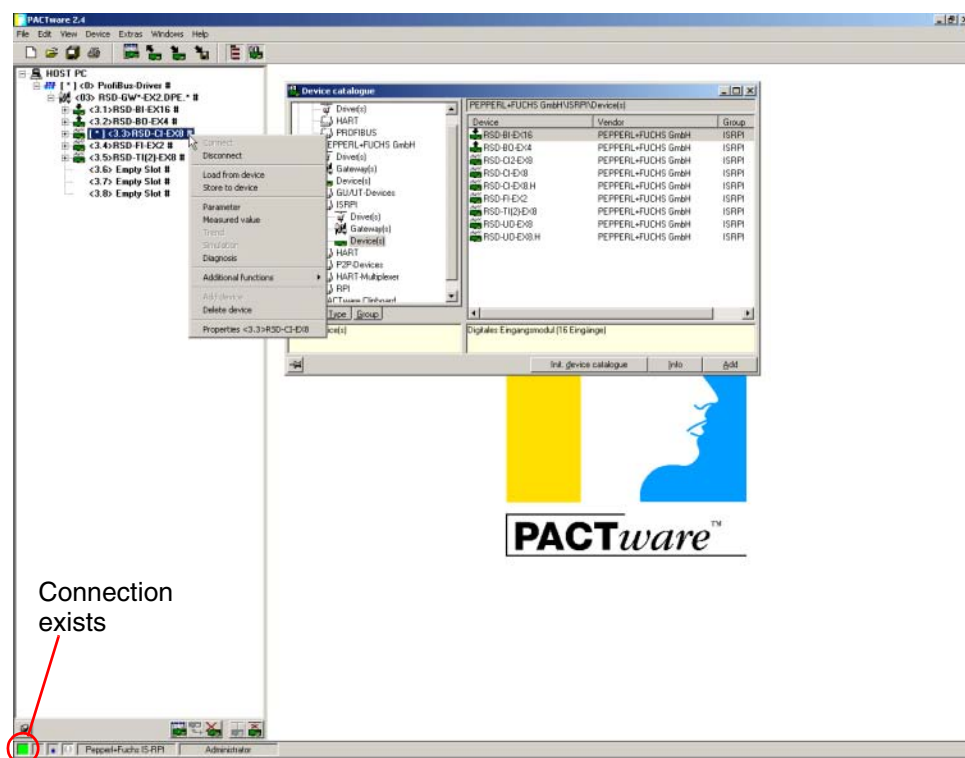 PACTware 2.4
File Edit View Device Extras Windows Help
HOST PC
[ * ] <0> ProfiBus-Driver #
<03> RSD-GW*-EX2.DPE.* #
<3.1>RSD-BI-EX16 #
<3.2>RSD-BO-EX4 #
[ * ] <3.3>RSD-CI-EX8 #
<3.4>RSD-FI-EX2 #
<3.5>RSD-TI(2)-EX8 #
<3.6> Empty Slot #
<3.7> Empty Slot #
<3.8> Empty Slot #
Connect
Disconnect
Load from device
Store to device
Parameter
Measured value
Trend
Simulation
Diagnosis
Additional functions
Add device
Delete device
Properties <3.3>RSD-CI-EX8
Device catalogue
Driver(s)
HART
PROFIBUS
EPPERL+FUCHS GmbH
Driver(s)
Gateway(s)
Device(s)
GU/UT-Devices
ISRPI
Driver(s)
Gateway(s)
Device(s)
HART
P2P-Devices
HART-Multiplexer
RPI
ACTware Clipboard
Type Group
PEPPERL+FUCHS GmbH\ISRPI\Device(s)
Device Vendor Group
RSD-BI-EX16 PEPPERL+FUCHS GmbH ISRPI
RSD-BO-EX4 PEPPERL+FUCHS GmbH ISRPI
RSD-CI2-EX8 PEPPERL+FUCHS GmbH ISRPI
RSD-CI-EX8 PEPPERL+FUCHS GmbH ISRPI
RSD-CI-EX8.H PEPPERL+FUCHS GmbH ISRPI
RSD-FI-EX2 PEPPERL+FUCHS GmbH ISRPI
RSD-TI(2)-EX8 PEPPERL+FUCHS GmbH ISRPI
RSD-UO-EX8 PEPPERL+FUCHS GmbH ISRPI
RSD-UO-EX8.H PEPPERL+FUCHS GmbH ISRPI
ice(s)
Digitales Eingangsmodul (16 Eingänge)
Init. device catalogue Info Add
PACTware™
Connection
exists
Pepperl+Fuchs IS-RPI Administrator